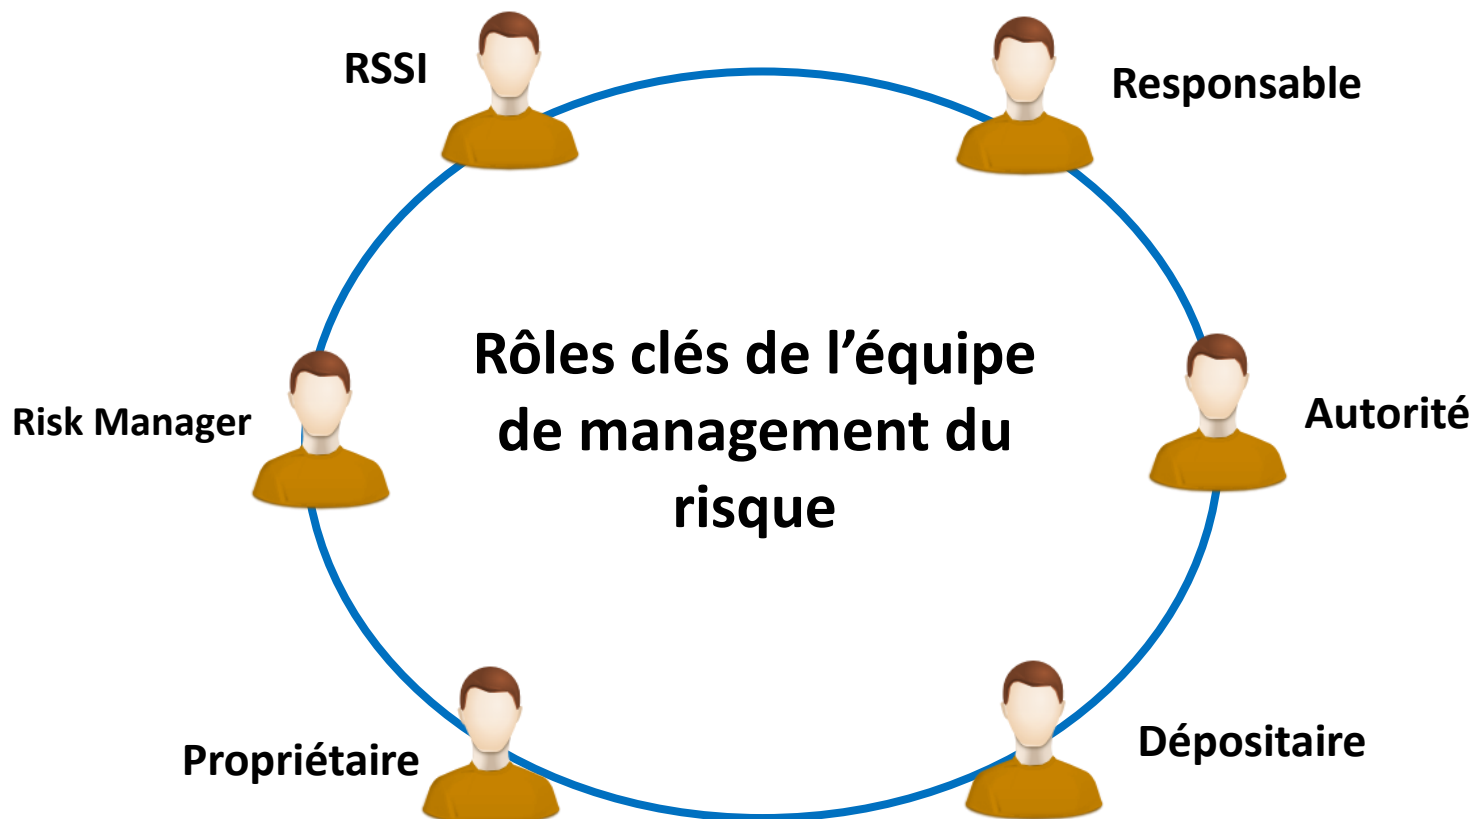 RSSI
Responsable
Rôles clés de l’équipe
de management du
risque
Risk Manager
Autorité
Propriétaire
Dépositaire